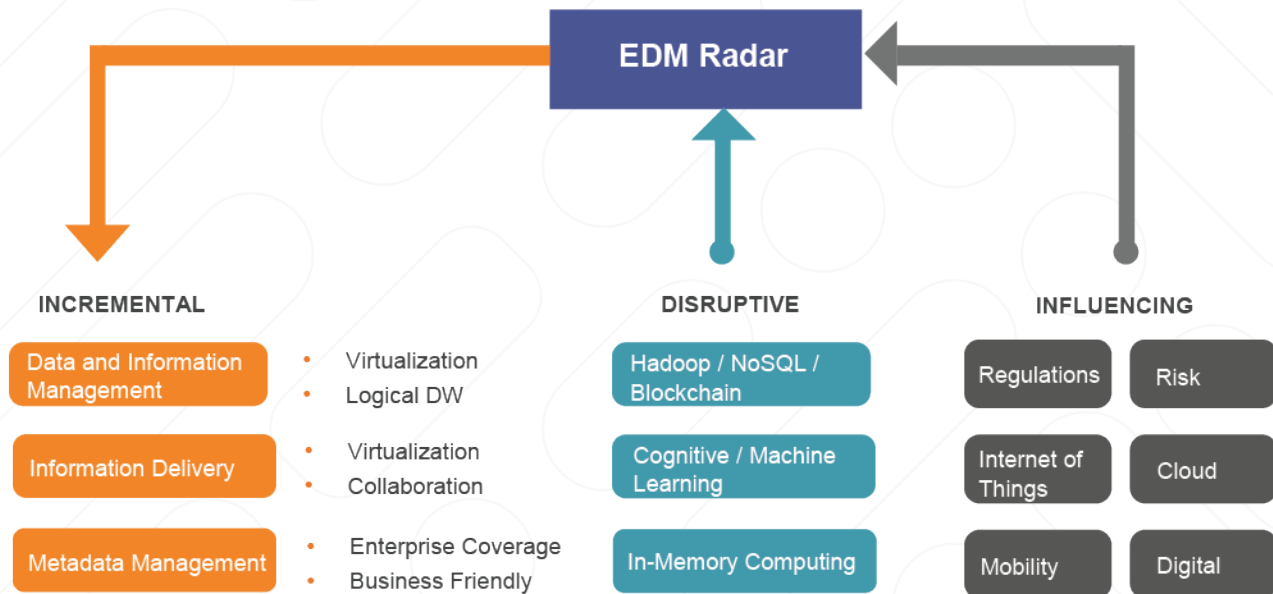 EDM Radar
INCREMENTAL
Data and Information
Management
• Virtualization
• Logical DW
Information Delivery
• Virtualization
• Collaboration
Metadata Management
• Enterprise Coverage
• Business Friendly
DISRUPTIVE
Hadoop / NoSQL /
Blockchain
Cognitive / Machine
Learning
In-Memory Computing
INFLUENCING
Regulations
Risk
Internet of
Things
Cloud
Mobility
Digital